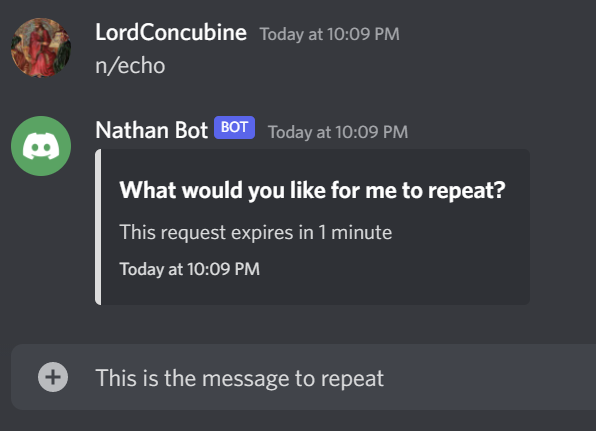 LordConcubine Today at 10:09 PM
n/echo
Nathan Bot BOT Today at 10:09 PM
What would you like for me to repeat?
This request expires in 1 minute
Today at 10:09 PM
This is the message to repeat